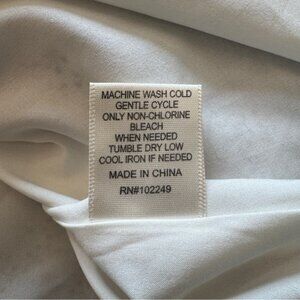 MACHINE WASH COLD
GENTLE CYCLE
ONLY NON-CHLORINE
BLEACH
WHEN NEEDED
TUMBLE DRY LOW
COOL IRON IF NEEDED
MADE IN CHINA
RN#102249